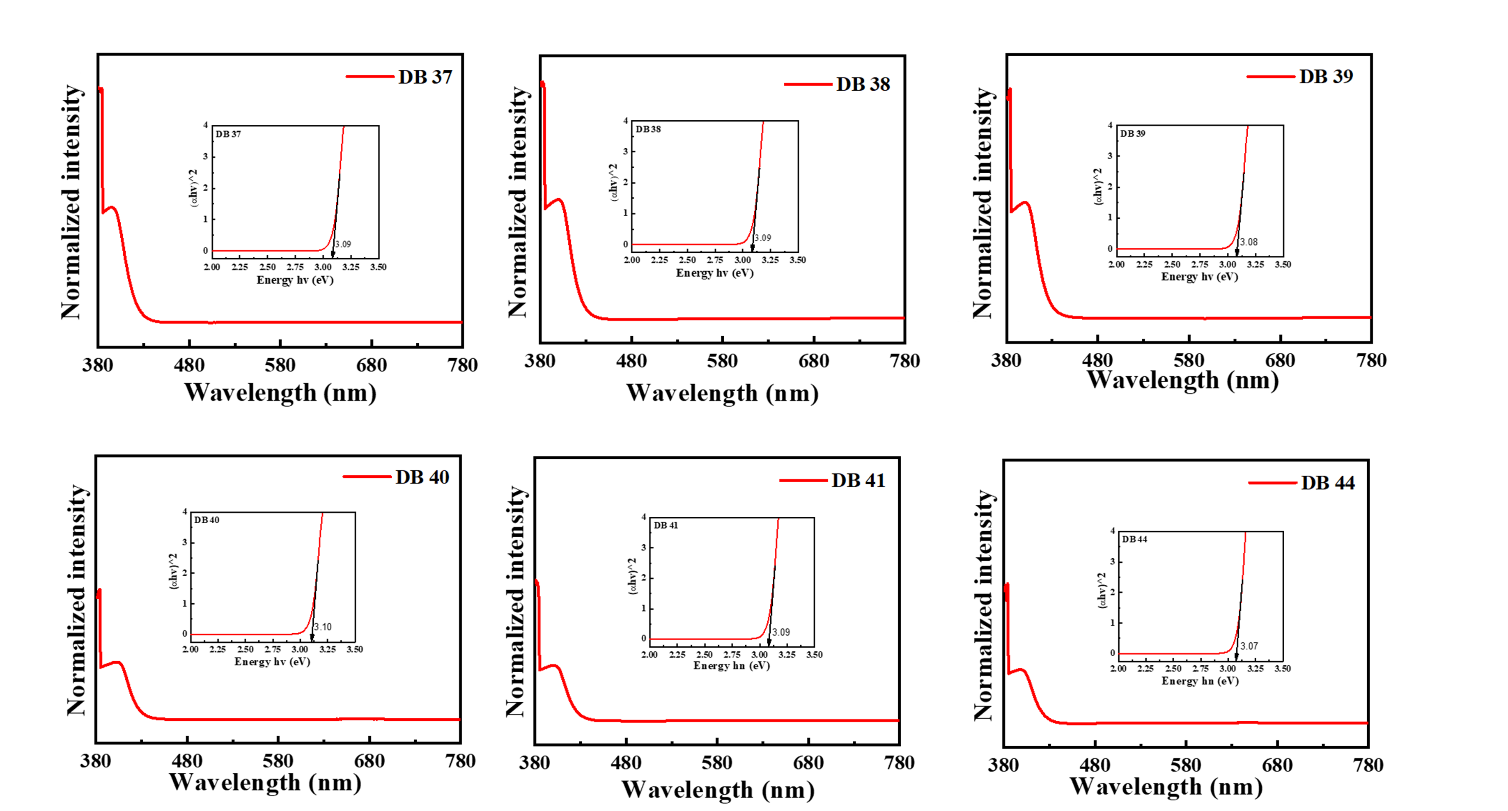 DB 37
Normalized intensity
DB 37
(αhv)^2
4
3
2
1
0
3.09
2.00 2.25 2.50 2.75 3.00 3.25 3.50
Energy hv (eV)
380 480 580 680 780
Wavelength (nm)
DB 38
Normalized intensity
DB 38
(αhv)^2
4
3
2
1
0
3.09
2.00 2.25 2.50 2.75 3.00 3.25 3.50
Energy hv (eV)
380 480 580 680 780
Wavelength (nm)
DB 39
Normalized intensity
DB 39
(αhv)^2
4
3
2
1
0
3.08
2.00 2.25 2.50 2.75 3.00 3.25 3.50
Energy hv (eV)
380 480 580 680 780
Wavelength (nm)
DB 40
Normalized intensity
DB 40
(αhv)^2
4
3
2
1
0
3.10
2.00 2.25 2.50 2.75 3.00 3.25 3.50
Energy hv (eV)
380 480 580 680 780
Wavelength (nm)
DB 41
Normalized intensity
DB 41
(αhv)^2
4
3
2
1
0
3.09
2.00 2.25 2.50 2.75 3.00 3.25 3.50
Energy hn (eV)
380 480 580 680 780
Wavelength (nm)
DB 44
Normalized intensity
DB 44
(αhv)^2
4
3
2
1
0
3.07
2.00 2.25 2.50 2.75 3.00 3.25 3.50
Energy hn (eV)
380 480 580 680 780
Wavelength (nm)